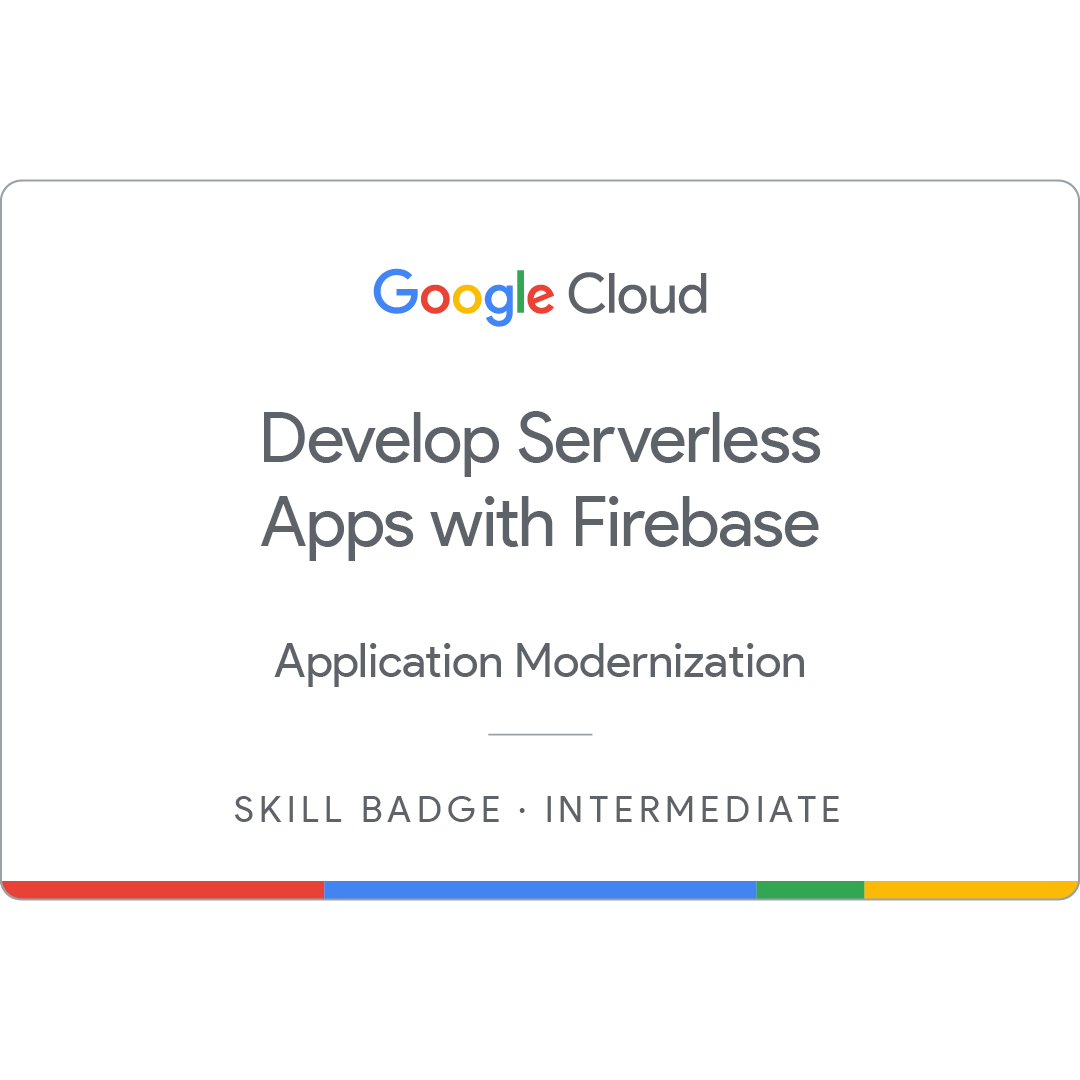 Google Cloud
Develop Serverless
Apps with Firebase
Application Modernization
SKILL BADGE · INTERMEDIATE